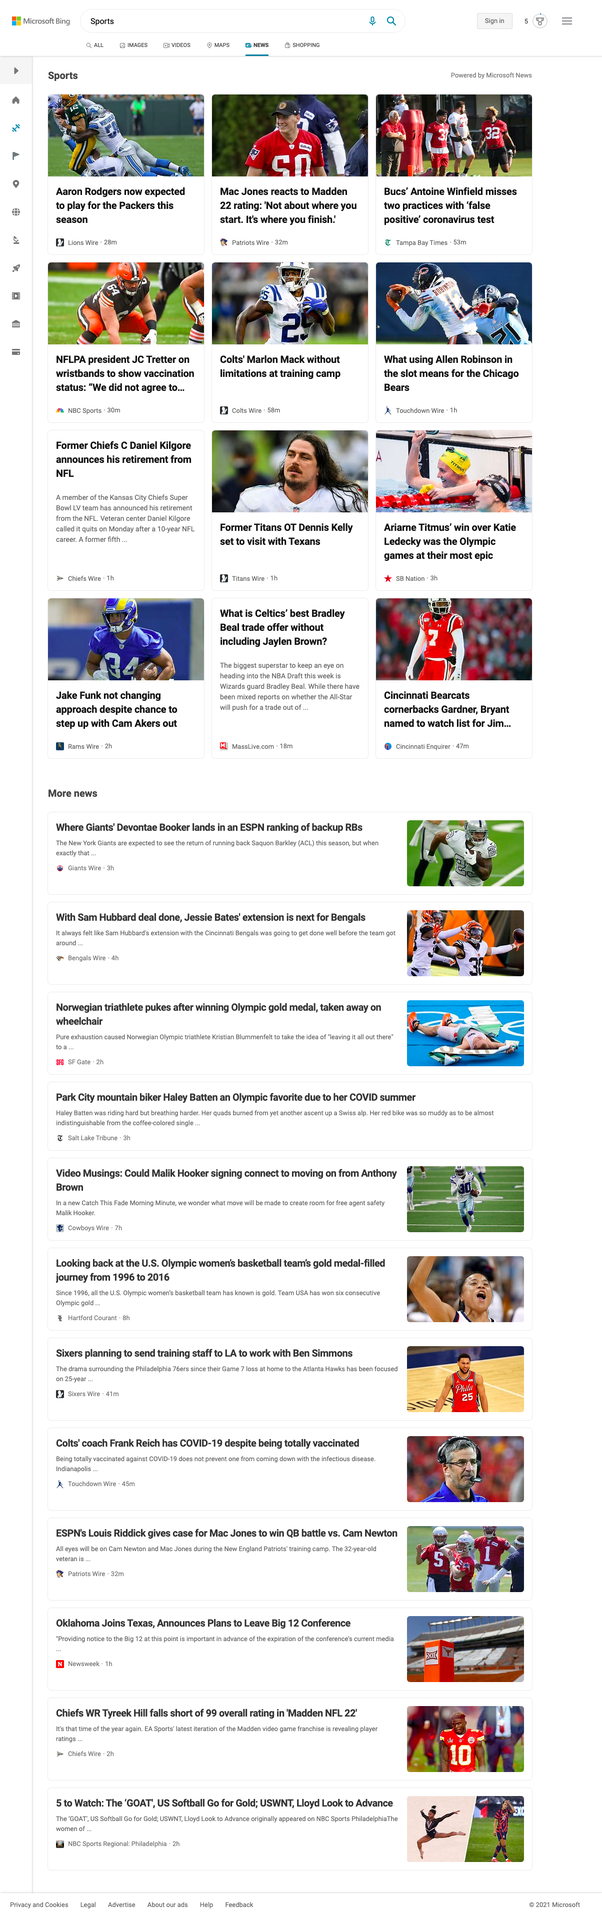 Microsoft Bing
Sports
Sign in
5
ALL
IMAGES
VIDEOS
MAPS
NEWS
SHOPPING
Sports
Powered by Microsoft News
Aaron Rodgers now expected
to play for the Packers this
season
Lions Wire · 28m
Mac Jones reacts to Madden
22 rating: 'Not about where you
start. It's where you finish.'
Patriots Wire · 32m
Bucs' Antoine Winfield misses
two practices with ‘false
positive’ coronavirus test
Tampa Bay Times · 53m
NFLPA president JC Tretter on
wristbands to show vaccination
status: “We did not agree to...
NBC Sports · 30m
Colts' Marlon Mack without
limitations at training camp
Colts Wire · 58m
What using Allen Robinson in
the slot means for the Chicago
Bears
Touchdown Wire · 1h
Former Chiefs C Daniel Kilgore
announces his retirement from
NFL
A member of the Kansas City Chiefs Super
Bowl LV team has announced his retirement
from the NFL. Veteran center Daniel Kilgore
called it quits on Monday after a 10-year NFL
career. A former fifth ...
Chiefs Wire · 1h
Former Titans OT Dennis Kelly
set to visit with Texans
Titans Wire · 1h
Ariarne Titmus’ win over Katie
Ledecky was the Olympic
games at their most epic
SB Nation · 3h
Jake Funk not changing
approach despite chance to
step up with Cam Akers out
Rams Wire · 2h
What is Celtics’ best Bradley
Beal trade offer without
including Jaylen Brown?
The biggest superstar to keep an eye on
heading into the NBA Draft this week is
Wizards guard Bradley Beal. While there have
been mixed reports on whether the All-Star
will push for a trade out of ...
MassLive.com · 18m
Cincinnati Bearcats
cornerbacks Gardner, Bryant
named to watch list for Jim...
Cincinnati Enquirer · 47m
More news
Where Giants' Devontae Booker lands in an ESPN ranking of backup RBs
The New York Giants are expected to see the return of running back Saquon Barkley (ACL) this season, but when
exactly that ...
Giants Wire · 3h
With Sam Hubbard deal done, Jessie Bates' extension is next for Bengals
It always felt like Sam Hubbard's extension with the Cincinnati Bengals was going to get done well before the team got
around ...
Bengals Wire · 4h
Norwegian triathlete pukes after winning Olympic gold medal, taken away on
wheelchair
Pure exhaustion caused Norwegian Olympic triathlete Kristian Blummenfelt to take the idea of "leaving it all out there"
to a ...
SF Gate · 2h
Park City mountain biker Haley Batten an Olympic favorite due to her COVID summer
Haley Batten was riding hard but breathing harder. Her quads burned from yet another ascent up a Swiss alp. Her red bike was so muddy as to be almost
indistinguishable from the coffee-colored single ...
Salt Lake Tribune · 3h
Video Musings: Could Malik Hooker signing connect to moving on from Anthony
Brown
In a new Catch This Fade Morning Minute, we wonder what move will be made to create room for free agent safety
Malik Hooker.
Cowboys Wire · 7h
Looking back at the U.S. Olympic women’s basketball team’s gold medal-filled
journey from 1996 to 2016
Since 1996, all the U.S. Olympic women’s basketball team has known is gold. Team USA has won six consecutive
Olympic gold ...
Hartford Courant · 8h
Sixers planning to send training staff to LA to work with Ben Simmons
The drama surrounding the Philadelphia 76ers since their Game 7 loss at home to the Atlanta Hawks has been focused
on 25-year ...
Sixers Wire · 41m
Colts' coach Frank Reich has COVID-19 despite being totally vaccinated
Being totally vaccinated against COVID-19 does not prevent one from coming down with the infectious disease.
Indianapolis ...
Touchdown Wire · 45m
ESPN's Louis Riddick gives case for Mac Jones to win QB battle vs. Cam Newton
All eyes will be on Cam Newton and Mac Jones during the New England Patriots' training camp. The 32-year-old
veteran is ...
Patriots Wire · 32m
Oklahoma Joins Texas, Announces Plans to Leave Big 12 Conference
"Providing notice to the Big 12 at this point is important in advance of the expiration of the conference's current media
...
Newsweek · 1h
Chiefs WR Tyreek Hill falls short of 99 overall rating in 'Madden NFL 22'
It's that time of the year again. EA Sports' latest iteration of the Madden video game franchise is revealing player
ratings ...
Chiefs Wire · 2h
5 to Watch: The ‘GOAT', US Softball Go for Gold; USWNT, Lloyd Look to Advance
The ‘GOAT', US Softball Go for Gold; USWNT, Lloyd Look to Advance originally appeared on NBC Sports PhiladelphiaThe
women of ...
NBC Sports Regional: Philadelphia · 2h
Privacy and Cookies
Legal
Advertise
About our ads
Help
Feedback
© 2021 Microsoft